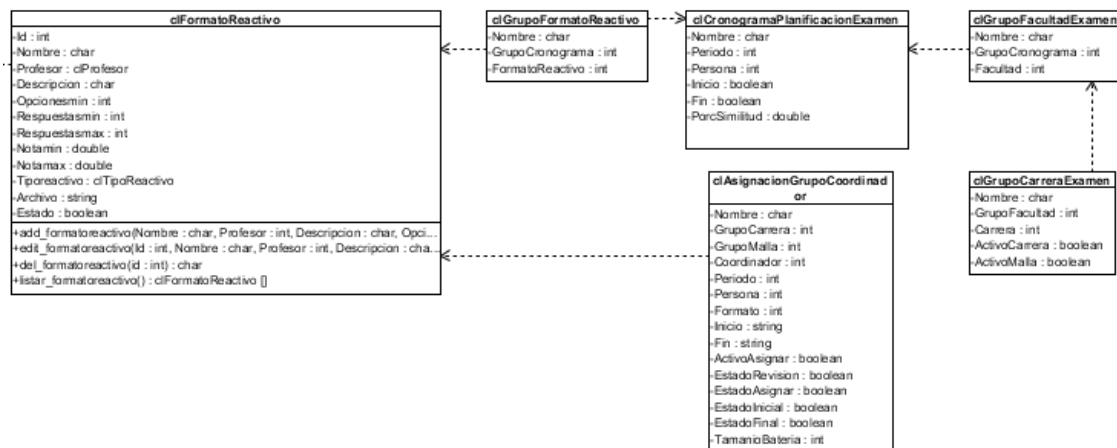 clFormatoReactivo
-Id : int
-Nombre : char
-Profesor : clProfesor
-Descripcion : char
-Opcionesmin : int
-Respuestasmin : int
-Respuestasmax : int
-Notamin : double
-Notamax : double
-Tiporeactivo : clTipoReactivo
-Archivo : string
-Estado : boolean
+add_formatoreactivo(Nombre : char, Profesor : int, Descripcion : char, Opci...
+edit_formatoreactivo(Id : int, Nombre : char, Profesor : int, Descripcion : cha...
+del_formatoreactivo(id : int) : char
+listar_formatoreactivo() : clFormatoReactivo []
clGrupoFormatoReactivo
-Nombre : char
-GrupoCronograma : int
-FormatoReactivo : int
clCronogramaPlanificacionExamen
-Nombre : char
-Periodo : int
-Persona : int
-Inicio : boolean
-Fin : boolean
-PorcSimilitud : double
clGrupoFacultadExamen
-Nombre : char
-GrupoCronograma : int
-Facultad : int
clAsignacionGrupoCoordinad
or
-Nombre : char
-GrupoCarrera : int
-GrupoMalla : int
-Coordinador : int
-Periodo : int
-Persona : int
-Formato : int
-Inicio : string
-Fin : string
-ActivoAsignar : boolean
-EstadoRevision : boolean
-EstadoAsignar : boolean
-EstadoInicial : boolean
-EstadoFinal : boolean
-TamanioBateria : int
clGrupoCarreraExamen
-Nombre : char
-GrupoFacultad : int
-Carrera : int
-ActivoCarrera : boolean
-ActivoMalla : boolean